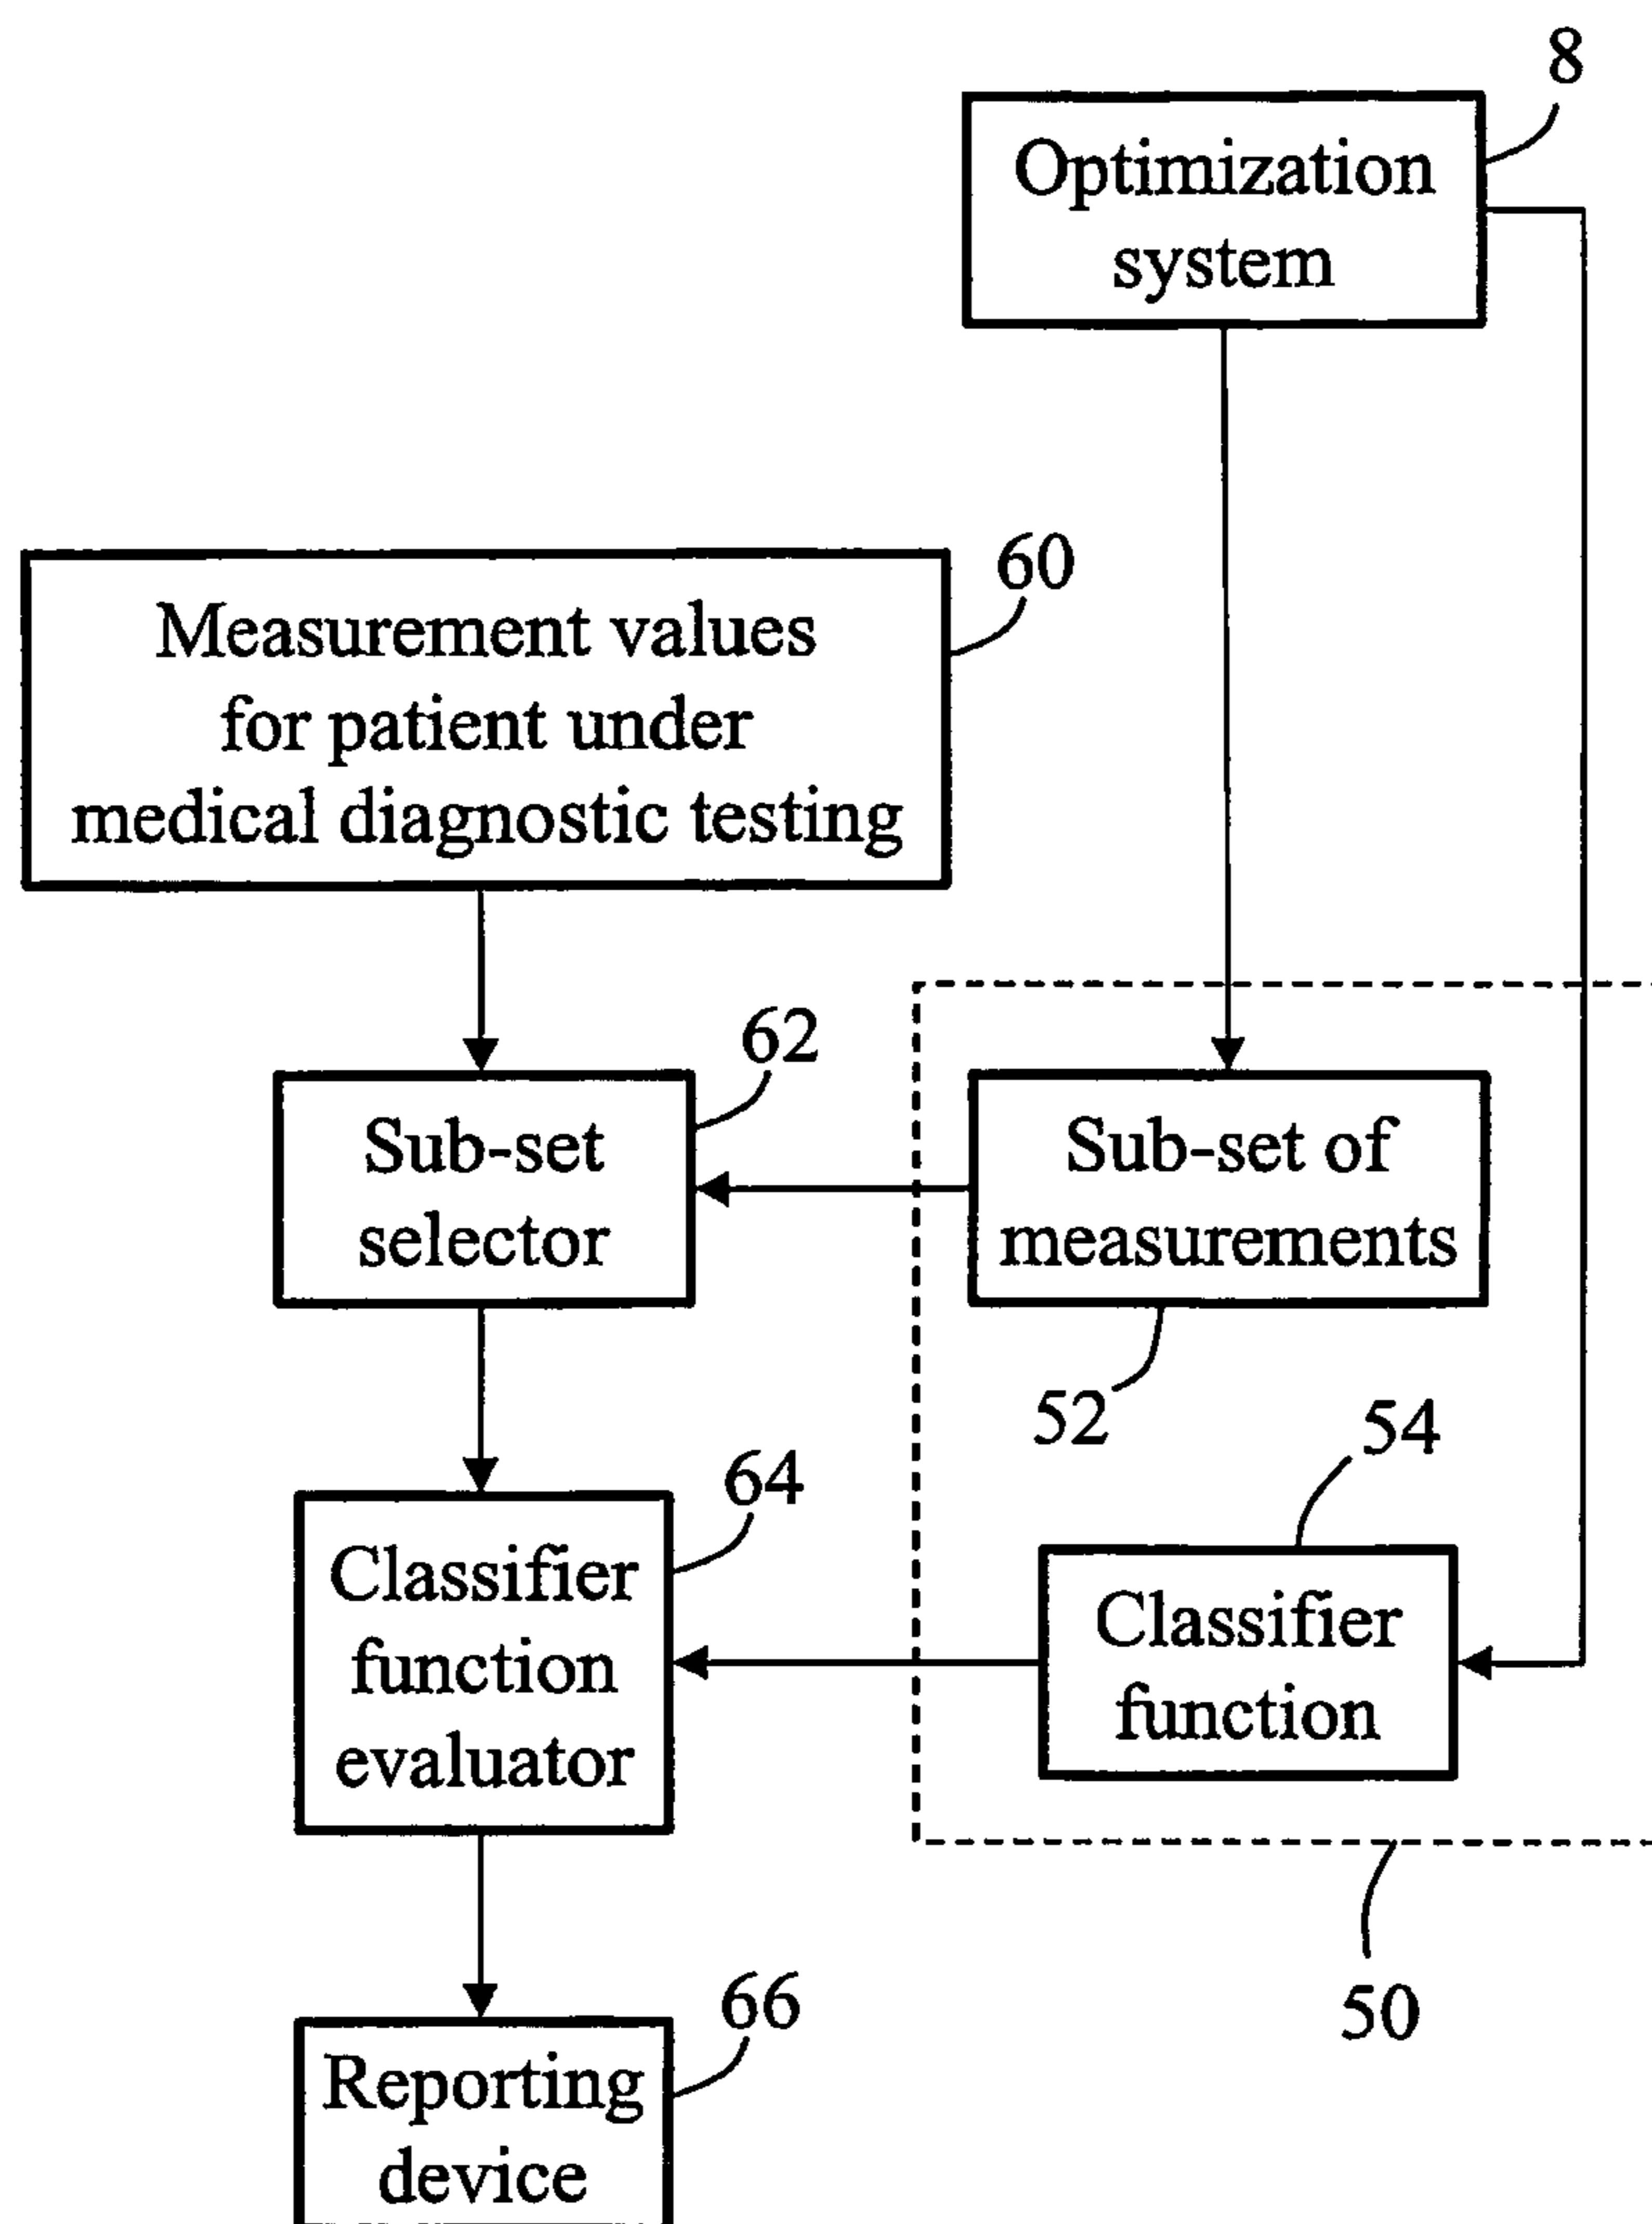 8
Optimization
system
60
Measurement values
for patient under
medical diagnostic testing
62
Sub-set
selector
Sub-set of
measurements
52
54
64
Classifier
function
evaluator
Classifier
function
50
66
Reporting
device